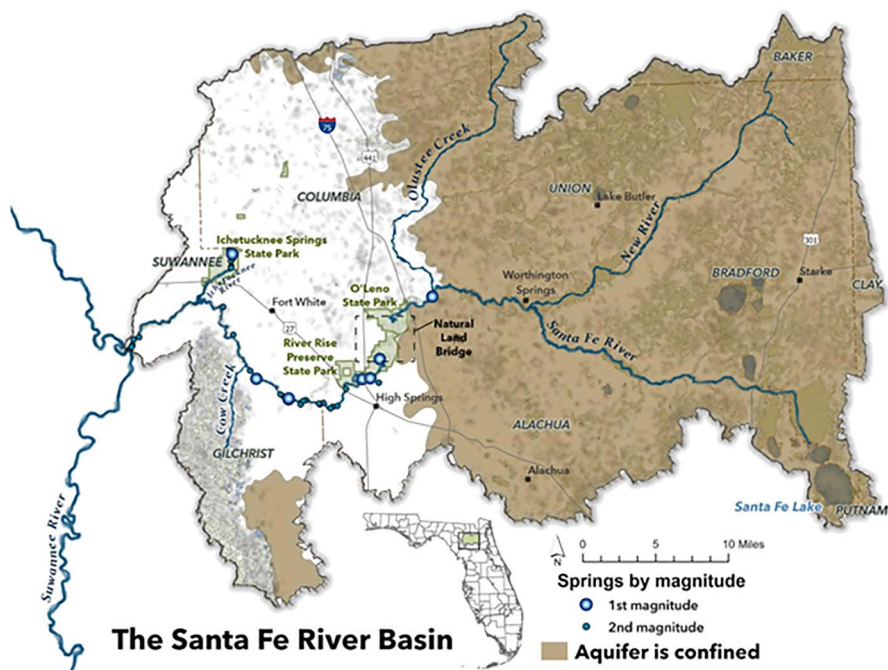 BAKER
Olustee Creek
75
441
COLUMBIA
UNION
Lake Butler
New River
301
Ichetucknee Springs
State Park
SUWANNEE
Ichetucknee
River
O'Leno
State Park
Worthington
Springs
BRADFORD
Starke
CLAY
Fort White
27
Natural
Land
Bridge
Santa Fe River
River Rise
Preserve
State Park
Cow Creek
High Springs
GILCHRIST
ALACHUA
Alachua
Suwannee River
Santa Fe Lake
PUTNAM
N
0
5
10 Miles
Springs by magnitude
1st magnitude
2nd magnitude
Aquifer is confined
The Santa Fe River Basin